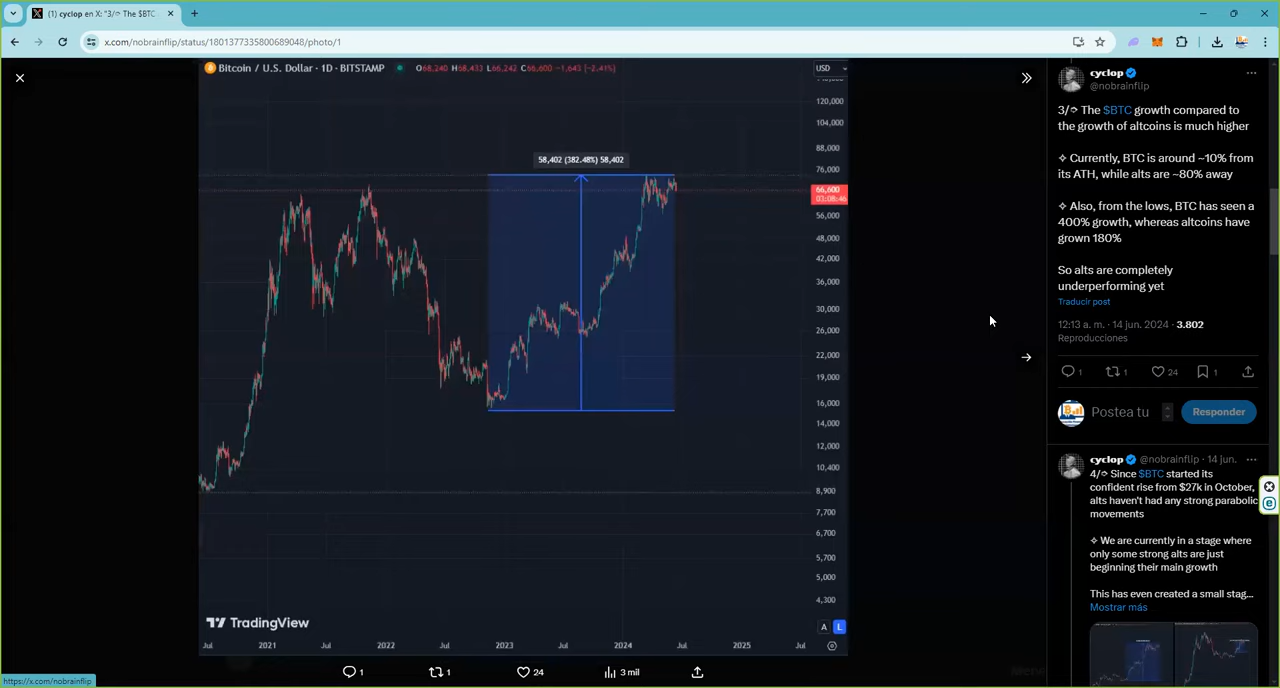 (1) cyclop en X: "3/⌮ The $BTC
x.com/nobrainflip/status/1801377335800689048/photo/1
Bitcoin / U.S. Dollar · 1D · BITSTAMP
O68,240 H68,433 L66,242 C66,600 −1,643 (−2.41%)
USD
120,000
104,000
88,000
76,000
66,600
03:08:46
56,000
48,000
42,000
36,000
30,000
26,000
22,000
19,000
16,000
14,000
12,000
10,400
8,900
7,700
6,700
5,700
5,000
4,300
58,402 (382.48%) 58,402
TradingView
A L
Jul 2021 Jul 2022 Jul 2023 Jul 2024 Jul 2025 Jul
1 1 24 3 mil
cyclop
@nobrainflip
3/⌮ The $BTC growth compared to
the growth of altcoins is much higher
✧ Currently, BTC is around ~10% from
its ATH, while alts are ~80% away
✧ Also, from the lows, BTC has seen a
400% growth, whereas altcoins have
grown 180%
So alts are completely
underperforming yet
Traducir post
12:13 a. m. · 14 jun. 2024 · 3.802
Reproducciones
1 1 24 1
Postea tu
Responder
cyclop @nobrainflip · 14 jun.
4/⌮ Since $BTC started its
confident rise from $27k in October,
alts haven't had any strong parabolic
movements
✧ We are currently in a stage where
only some strong alts are just
beginning their main growth
This has even created a small stag...
Mostrar más
https://x.com/nobrainflip